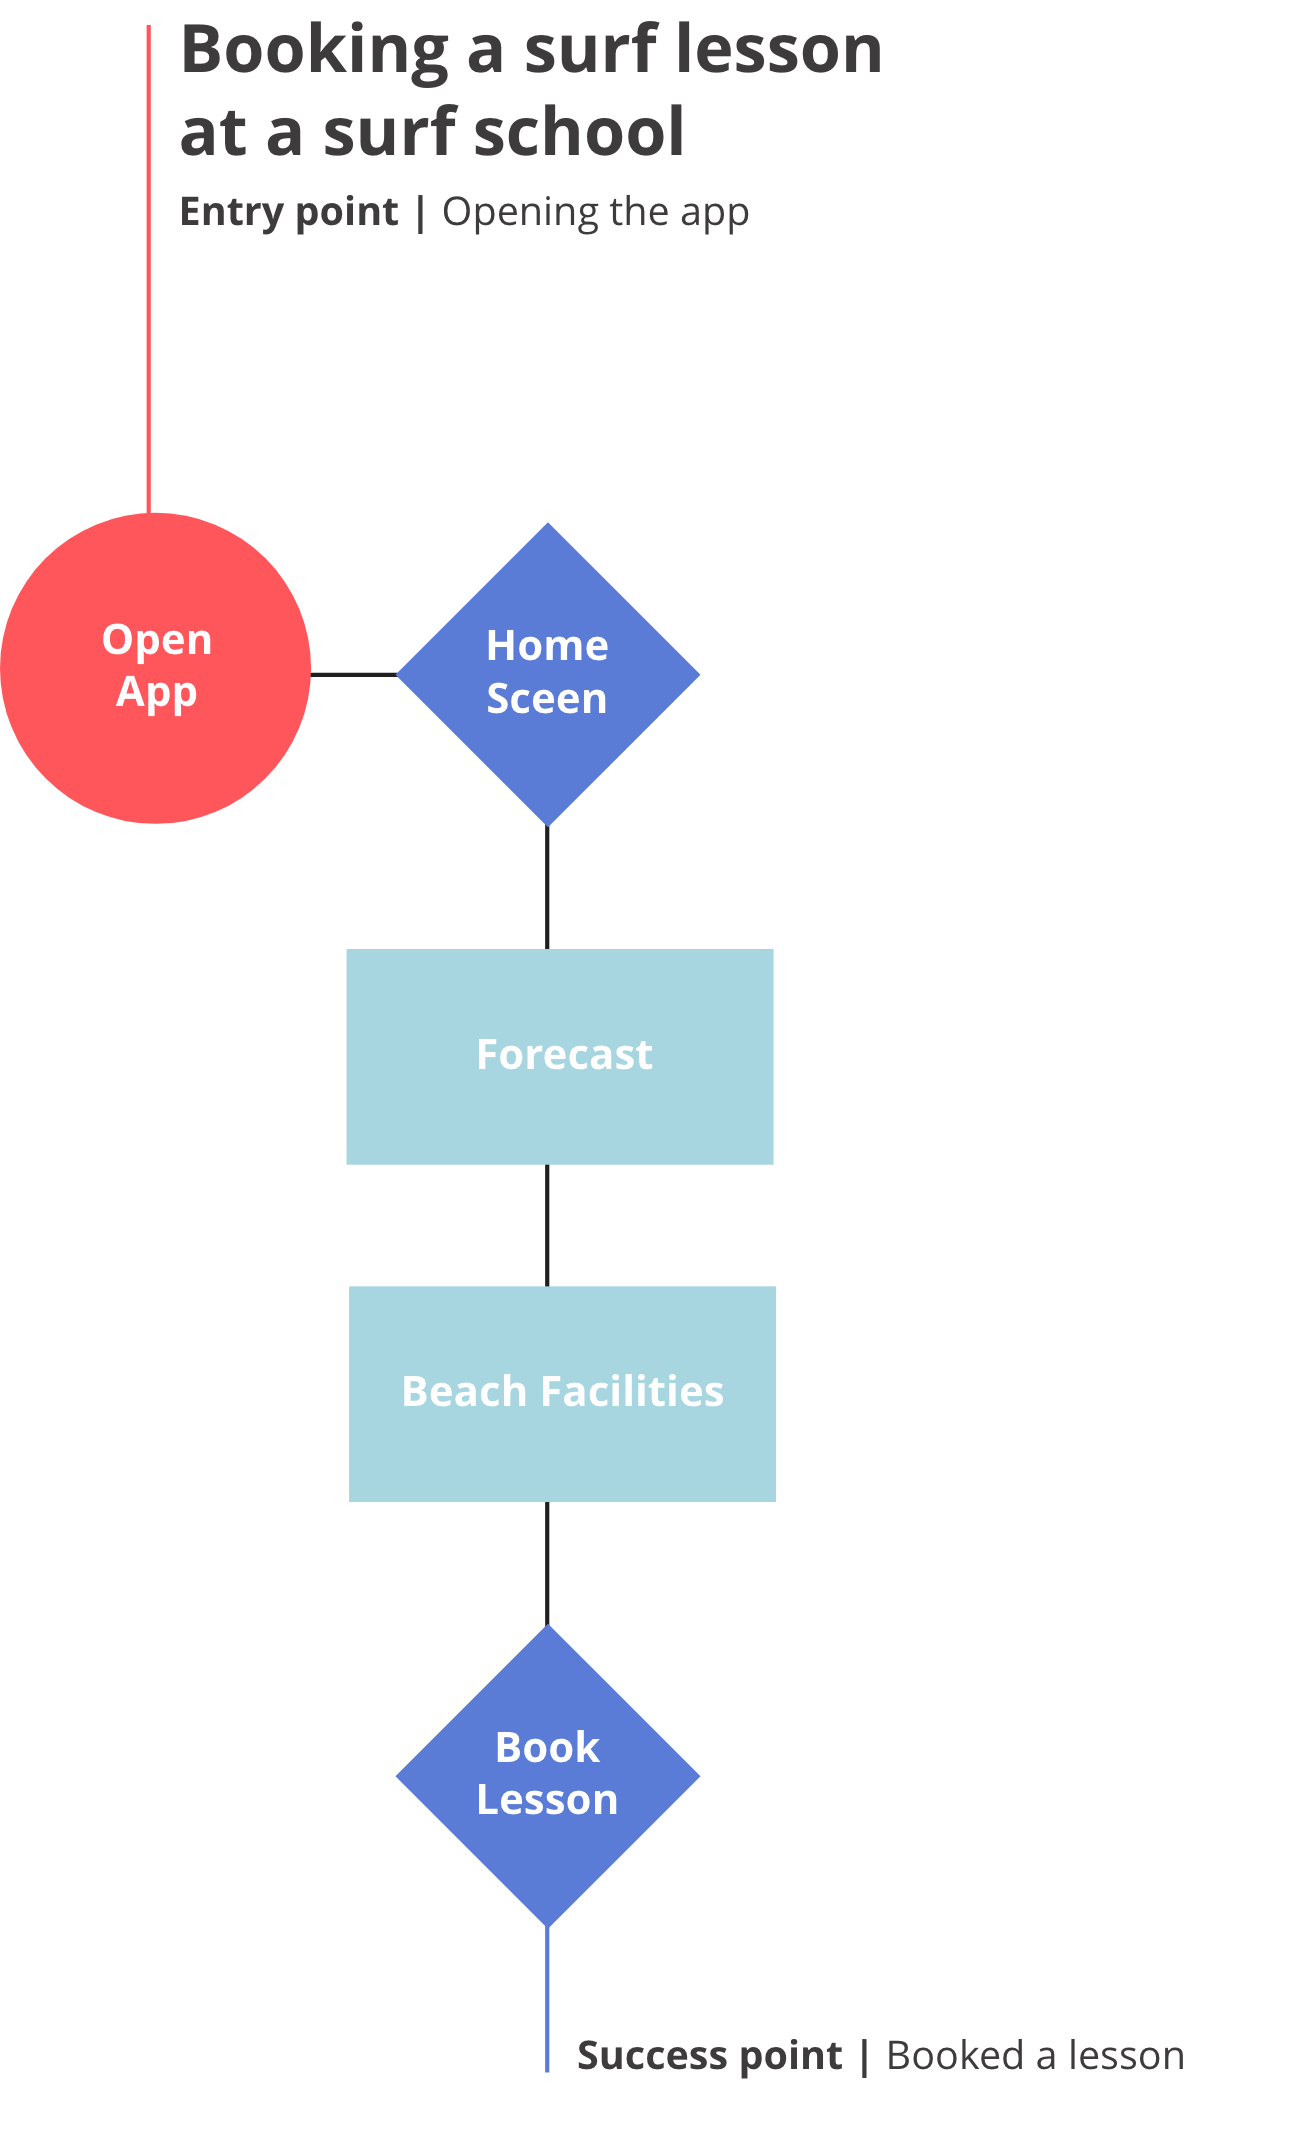 Booking a surf lesson
at a surf school
Entry point | Opening the app
Open
App
Home
Sceen
Forecast
Beach Facilities
Book
Lesson
Success point | Booked a lesson